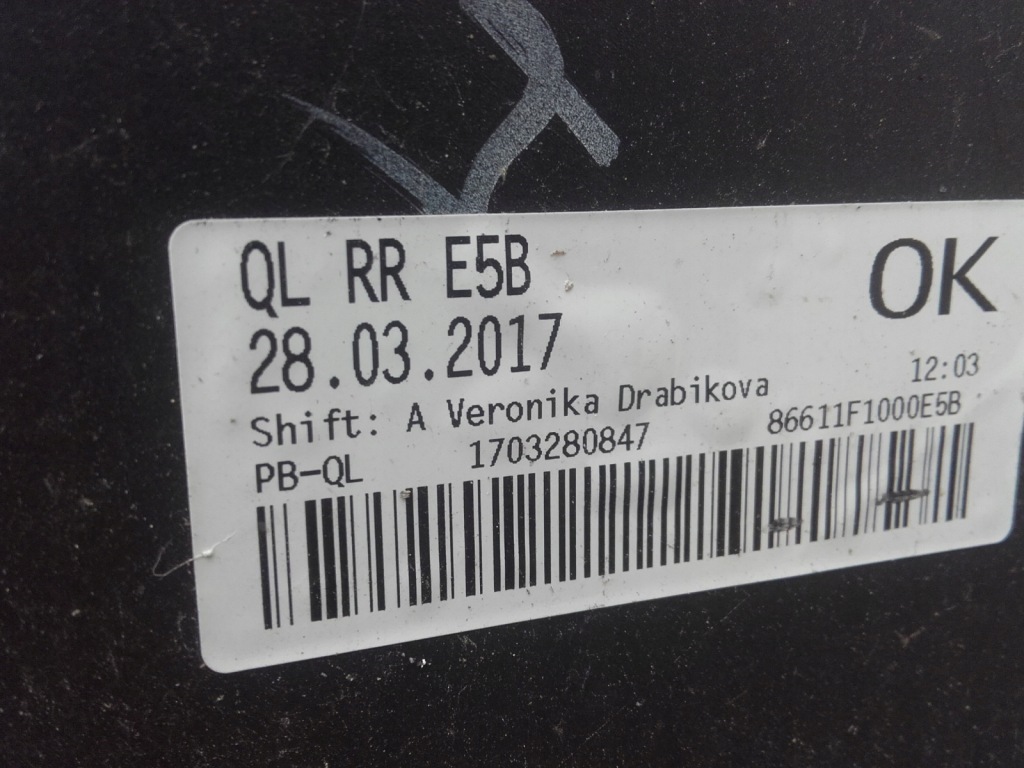 QL RR E5B
OK
28.03.2017
12:03
Shift: A Veronika Drabikova
PB-QL 1703280847 86611F1000E5B